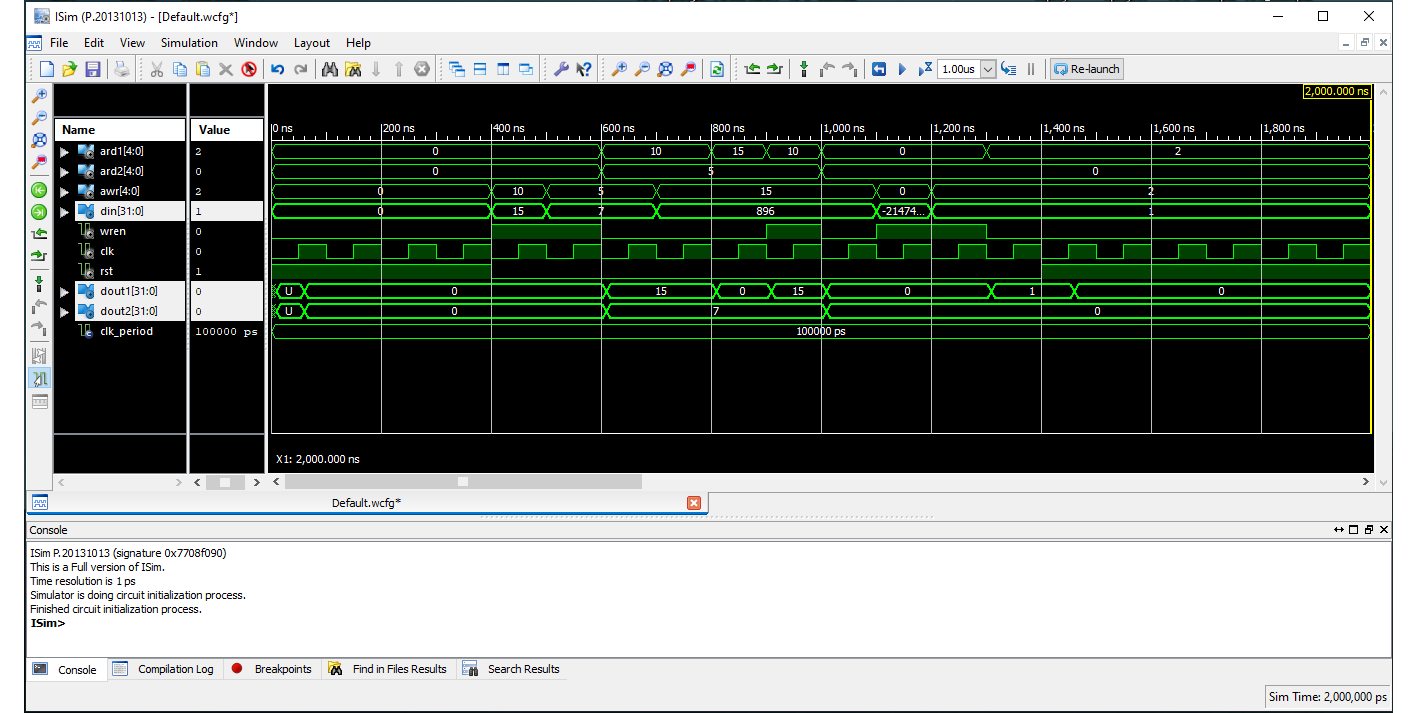 ISim (P.20131013) - [Default.wcfg*]
File Edit View Simulation Window Layout Help
1.00us Re-launch
2,000.000 ns
Name Value 0 ns 200 ns 400 ns 600 ns 800 ns 1,000 ns 1,200 ns 1,400 ns 1,600 ns 1,800 ns
ard1[4:0] 2 0 10 15 10 0 2
ard2[4:0] 0 0 5 0
awr[4:0] 2 0 10 5 15 0 2
din[31:0] 1 0 15 7 896 -21474... 1
wren 0
clk 0
rst 1
dout1[31:0] 0 U 0 15 0 15 0 1 0
dout2[31:0] 0 U 0 7 0
clk_period 100000 ps 100000 ps
X1: 2,000.000 ns
Default.wcfg*
Console
ISim P.20131013 (signature 0x7708f090)
This is a Full version of ISim.
Time resolution is 1 ps
Simulator is doing circuit initialization process.
Finished circuit initialization process.
ISim>
Console Compilation Log Breakpoints Find in Files Results Search Results
Sim Time: 2,000,000 ps